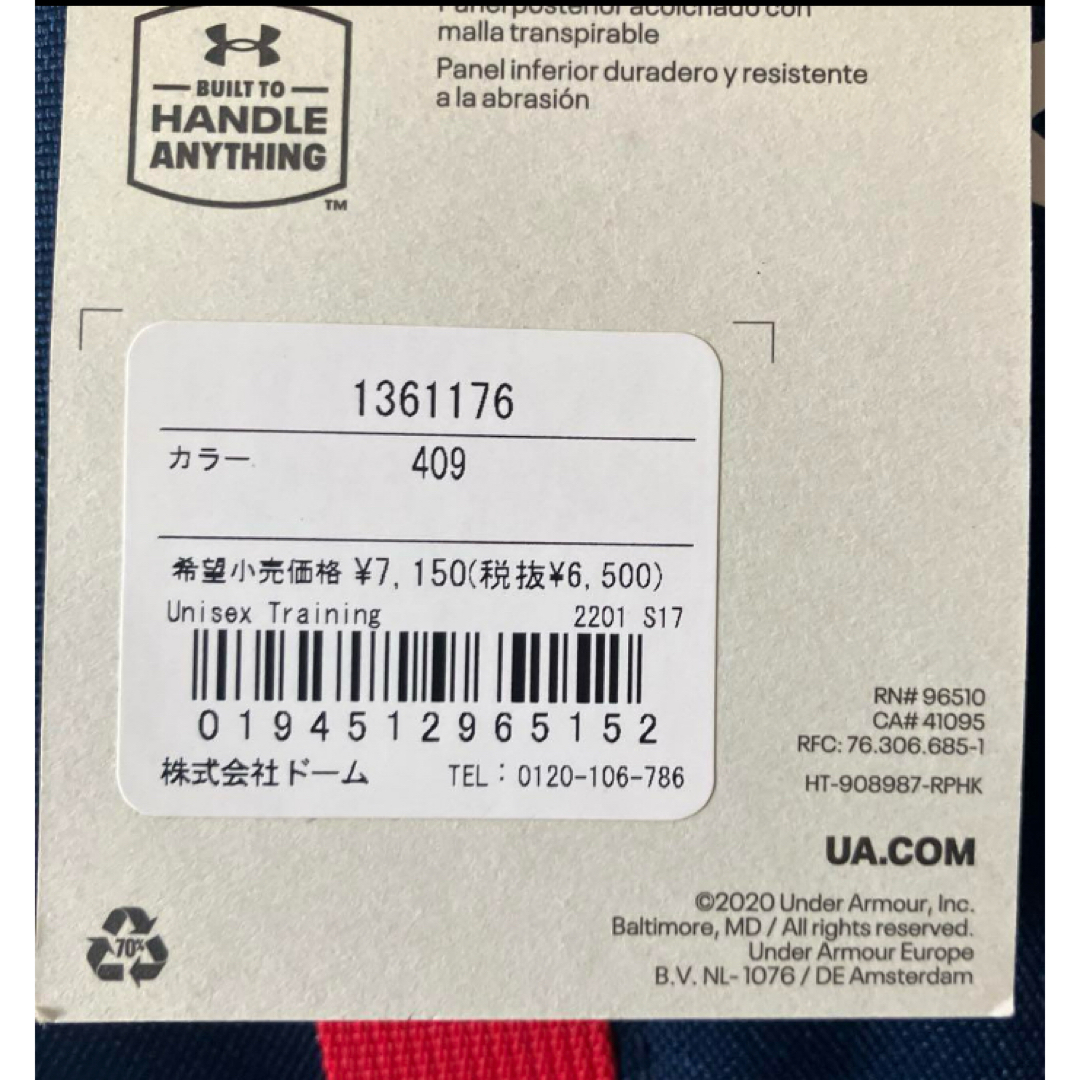 BUILT TO
HANDLE
ANYTHING
TM
Panel posterior acolchado con
malla transpirable
Panel inferior duradero y resistente
a la abrasión
1361176
カラー 409
希望小売価格 ¥7,150(税抜¥6,500)
Unisex Training 2201 S17
0194512965152
株式会社ドーム TEL：0120-106-786
RN# 96510
CA# 41095
RFC: 76.306.685-1
HT-908987-RPHK
UA.COM
©2020 Under Armour, Inc.
Baltimore, MD / All rights reserved.
Under Armour Europe
B.V. NL-1076 / DE Amsterdam
70%